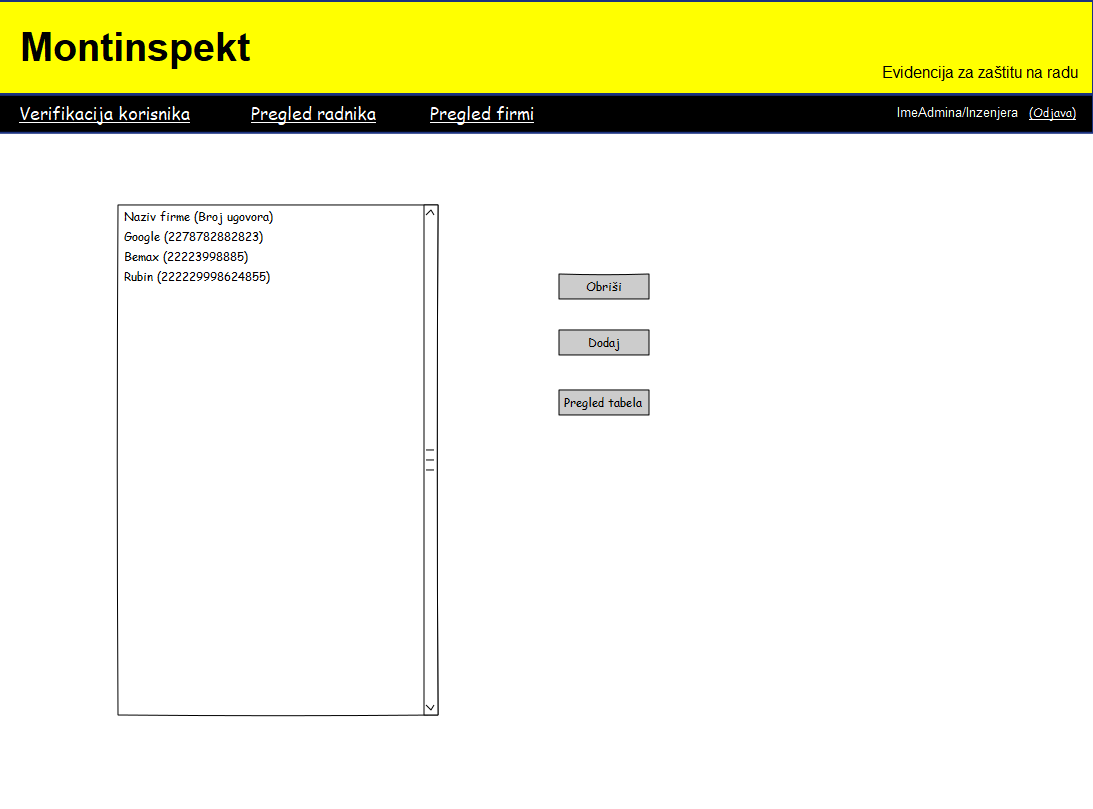 Montinspekt
Evidencija za zaštitu na radu
Verifikacija korisnika Pregled radnika Pregled firmi ImeAdmina/Inzenjera (Odjava)
Naziv firme (Broj ugovora)
Google (2278782882823)
Bemax (22223998885)
Rubin (222229998624855)
Obriši
Dodaj
Pregled tabela